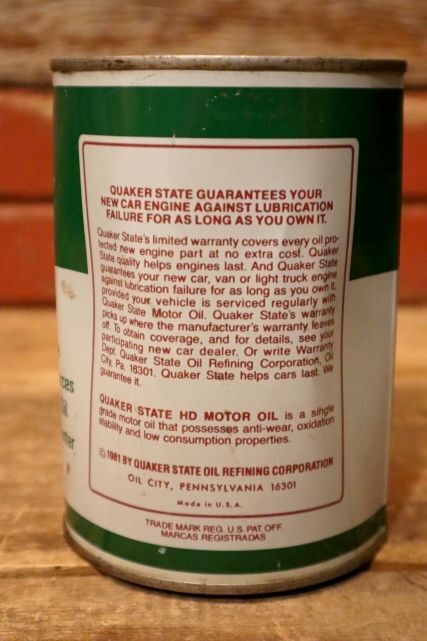 QUAKER STATE GUARANTEES YOUR
NEW CAR ENGINE AGAINST LUBRICATION
FAILURE FOR AS LONG AS YOU OWN IT.
Quaker State's limited warranty covers every oil pro-
tected new engine part at no extra cost. Quaker
State quality helps engines last. And Quaker State
guarantees your new car, van or light truck engine
against lubrication failure for as long as you own it,
provided your vehicle is serviced regularly with
Quaker State Motor Oil. Quaker State's warranty
picks up where the manufacturer's warranty leaves
off. To obtain coverage, and for details, see your
participating new car dealer. Or write Warranty
Dept. Quaker State Oil Refining Corporation, Oil
City, Pa. 16301. Quaker State helps cars last. We
guarantee it.
QUAKER STATE HD MOTOR OIL is a single
grade motor oil that possesses anti-wear, oxidation
stability and low consumption properties.
©1981 BY QUAKER STATE OIL REFINING CORPORATION
OIL CITY, PENNSYLVANIA 16301
Made in U.S.A.
TRADE MARK REG. U.S. PAT. OFF.
MARCAS REGISTRADAS